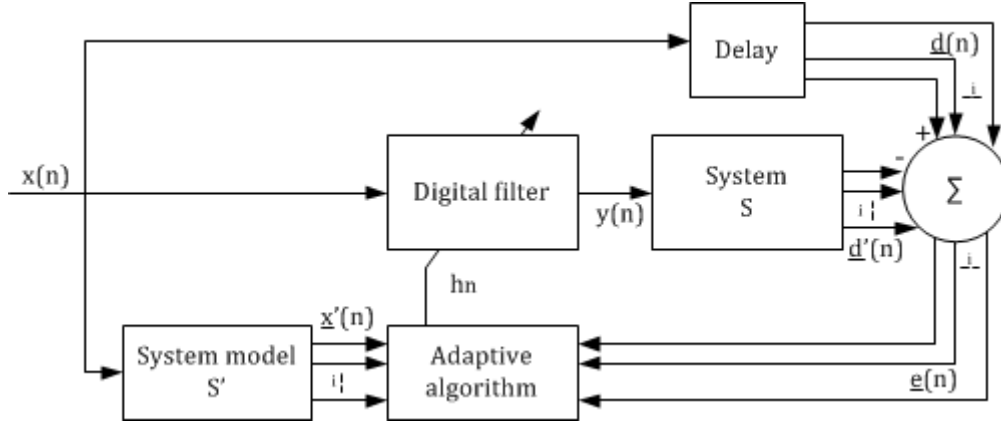 Delay
d(n)
i
+
x(n)
Digital filter
System
S
-
Σ
y(n)
i
d'(n)
i
hn
x'(n)
System model
S'
i
Adaptive
algorithm
e(n)